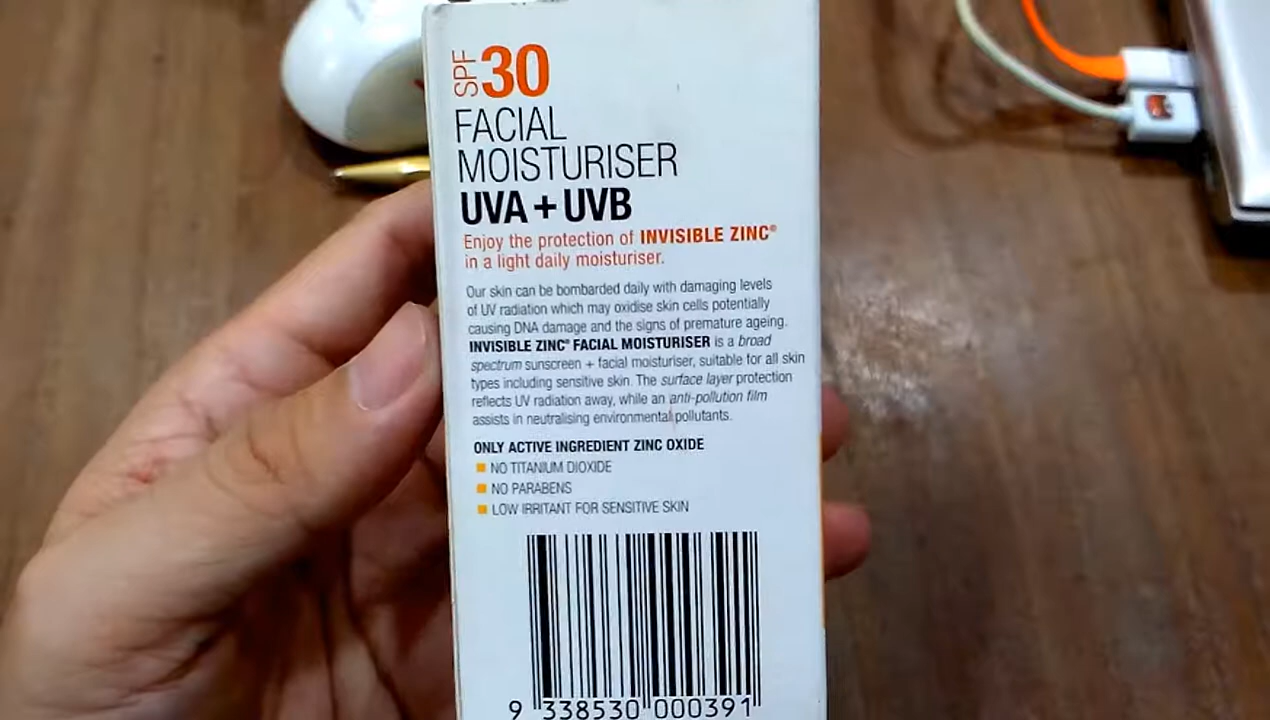 SPF 30
FACIAL
MOISTURISER
UVA + UVB
Enjoy the protection of INVISIBLE ZINC®
in a light daily moisturiser.
Our skin can be bombarded daily with damaging levels
of UV radiation which may oxidise skin cells potentially
causing DNA damage and the signs of premature ageing.
INVISIBLE ZINC® FACIAL MOISTURISER is a broad
spectrum sunscreen + facial moisturiser, suitable for all skin
types including sensitive skin. The surface layer protection
reflects UV radiation away, while an anti-pollution film
assists in neutralising environmental pollutants.
ONLY ACTIVE INGREDIENT ZINC OXIDE
NO TITANIUM DIOXIDE
NO PARABENS
LOW IRRITANT FOR SENSITIVE SKIN
9 338530 000391